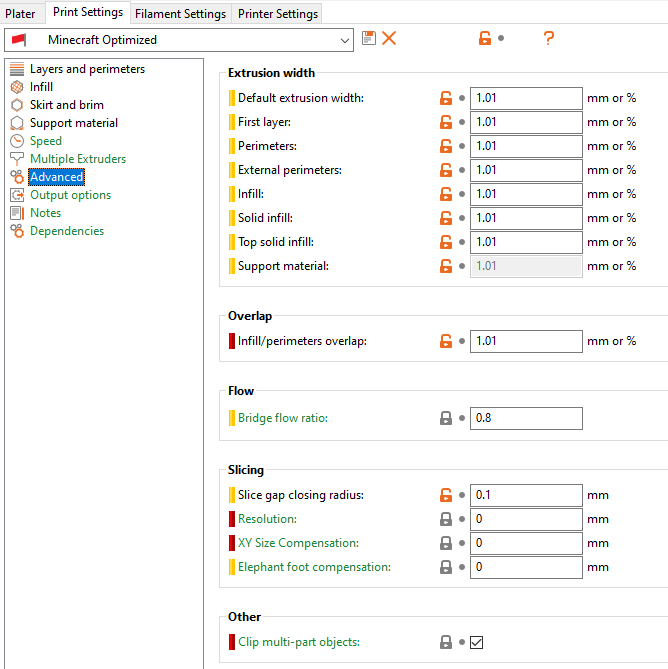 Plater Print Settings Filament Settings Printer Settings
Minecraft Optimized ?
Layers and perimeters
Infill
Skirt and brim
Support material
Speed
Multiple Extruders
Advanced
Output options
Notes
Dependencies
Extrusion width
Default extrusion width: 1.01 mm or %
First layer: 1.01 mm or %
Perimeters: 1.01 mm or %
External perimeters: 1.01 mm or %
Infill: 1.01 mm or %
Solid infill: 1.01 mm or %
Top solid infill: 1.01 mm or %
Support material: 1.01 mm or %
Overlap
Infill/perimeters overlap: 1.01 mm or %
Flow
Bridge flow ratio: 0.8
Slicing
Slice gap closing radius: 0.1 mm
Resolution: 0 mm
XY Size Compensation: 0 mm
Elephant foot compensation: 0 mm
Other
Clip multi-part objects: